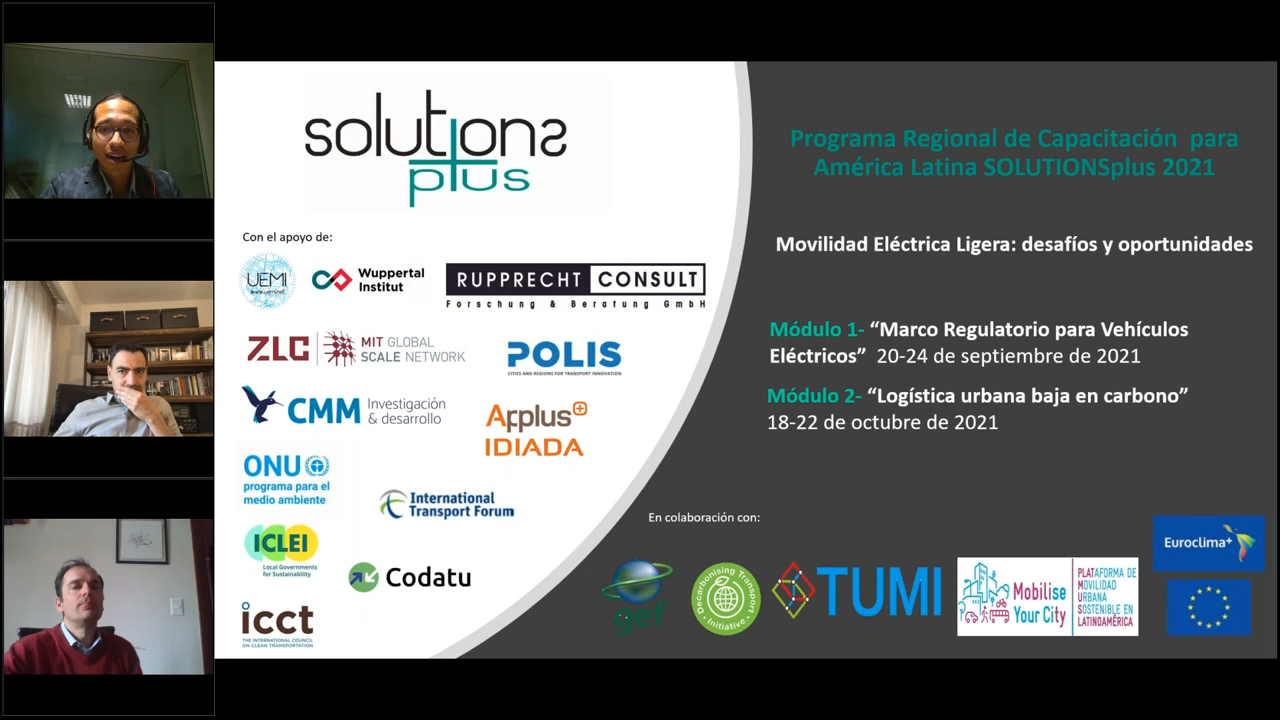 solutions
plus
Con el apoyo de:
UEMI
www.uemi.net
Wuppertal
Institut
RUPPRECHT CONSULT
Forschung & Beratung GmbH
ZLC
MIT GLOBAL
SCALE NETWORK
POLIS
CITIES AND REGIONS FOR TRANSPORT INNOVATION
CMM Investigación
& desarrollo
Applus+
IDIADA
ONU
programa para el
medio ambiente
International
Transport Forum
ICLEI
Local Governments
for Sustainability
Codatu
icct
THE INTERNATIONAL COUNCIL
ON CLEAN TRANSPORTATION
Programa Regional de Capacitación para
América Latina SOLUTIONSplus 2021
Movilidad Eléctrica Ligera: desafíos y oportunidades
Módulo 1- “Marco Regulatorio para Vehículos
Eléctricos” 20-24 de septiembre de 2021
Módulo 2- “Logística urbana baja en carbono”
18-22 de octubre de 2021
En colaboración con:
gef
Decarbonising Transport
Initiative
TUMI
Mobilise
Your City
PLATAFORMA DE
MOVILIDAD
URBANA
SOSTENIBLE EN
LATINOAMÉRICA
Euroclima+